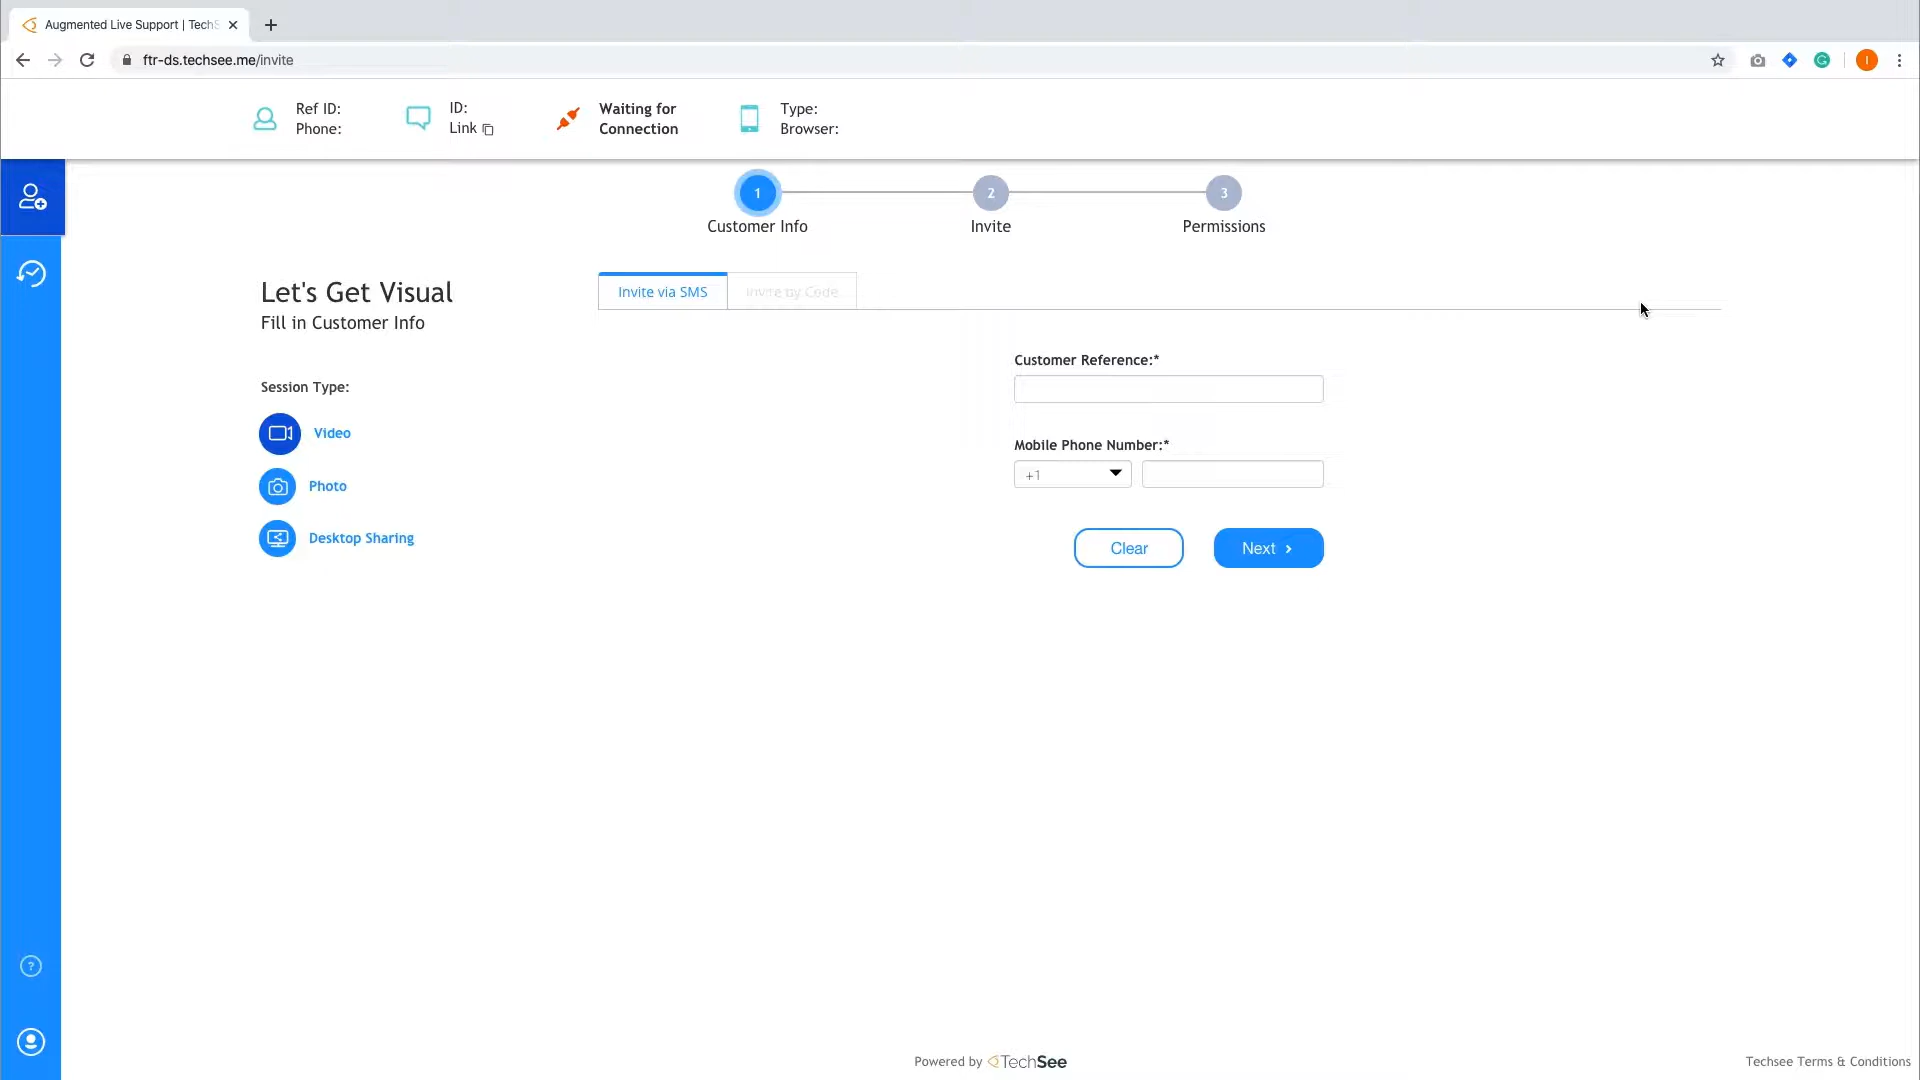 Augmented Live Support | TechS
ftr-ds.techsee.me/invite
I
Ref ID:
Phone:
ID:
Link
Waiting for
Connection
Type:
Browser:
1
2
3
Customer Info
Invite
Permissions
Let's Get Visual
Fill in Customer Info
Invite via SMS
Invite by Code
Session Type:
Video
Photo
Desktop Sharing
Customer Reference:*
Mobile Phone Number:*
+1
Clear
Next ›
?
Powered by TechSee
Techsee Terms & Conditions